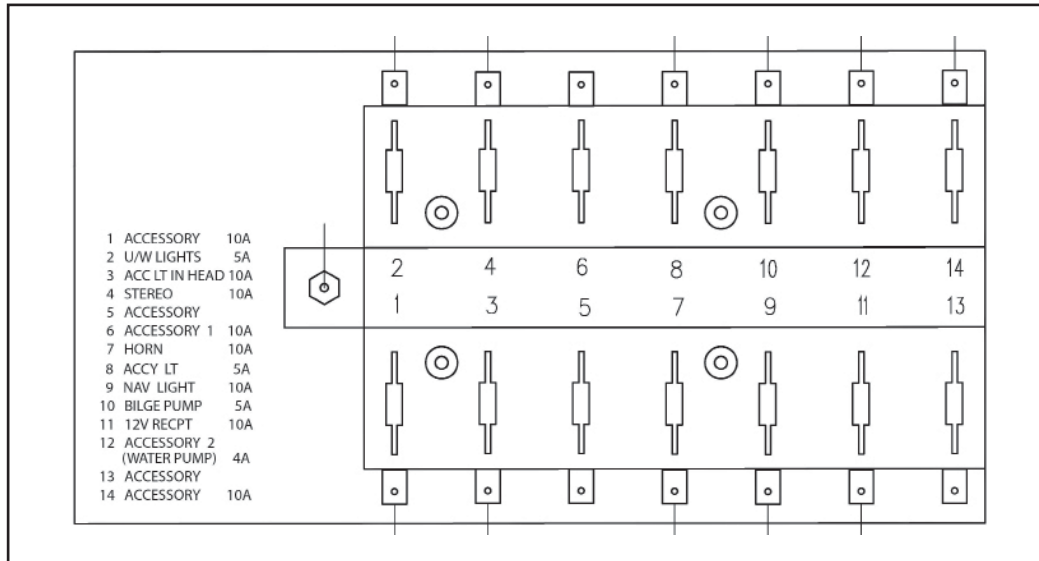 1 ACCESSORY 10A
2 U/W LIGHTS 5A
3 ACC LT IN HEAD 10A
4 STEREO 10A
5 ACCESSORY
6 ACCESSORY 1 10A
7 HORN 10A
8 ACCY LT 5A
9 NAV LIGHT 10A
10 BILGE PUMP 5A
11 12V RECPT 10A
12 ACCESSORY 2
(WATER PUMP) 4A
13 ACCESSORY
14 ACCESSORY 10A
2 4 6 8 10 12 14
1 3 5 7 9 11 13